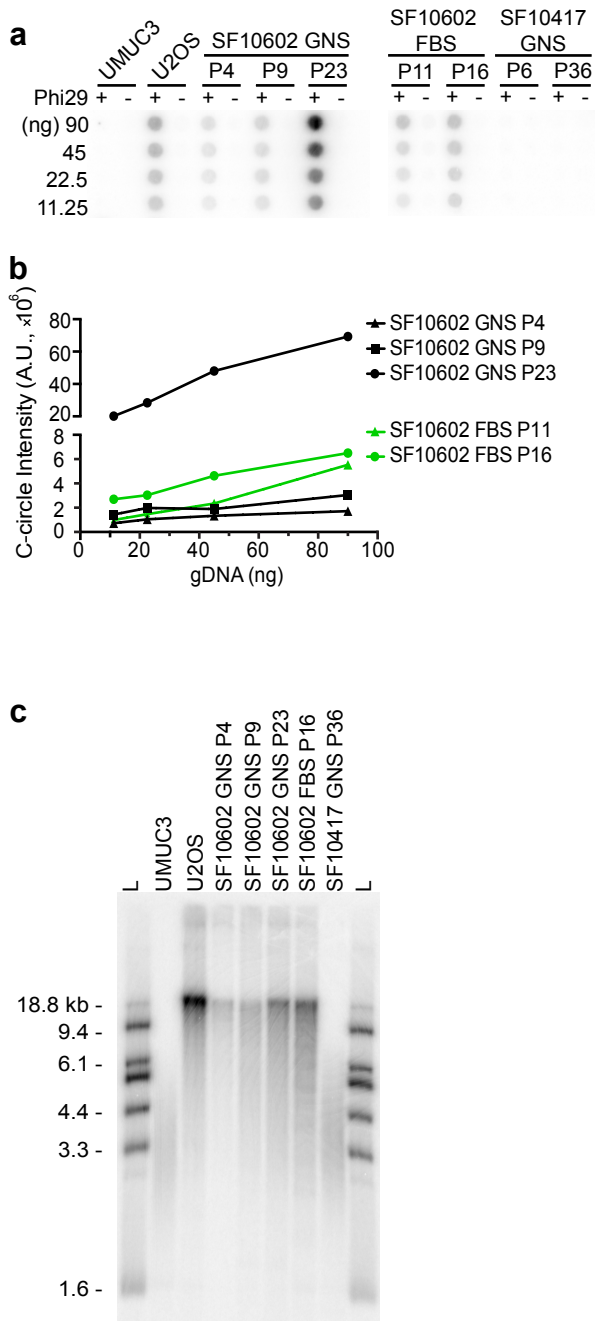 a
UMUC3
U2OS
SF10602 GNS
SF10602 FBS
SF10417 GNS
P4 P9 P23 P11 P16 P6 P36
Phi29 + - + - + - + - + - + - + - + - + -
(ng) 90
45
22.5
11.25
b
C-circle Intensity (A.U., ×10⁶)
80
60
40
20
8
6
4
2
0
0 20 40 60 80 100
gDNA (ng)
SF10602 GNS P4
SF10602 GNS P9
SF10602 GNS P23
SF10602 FBS P11
SF10602 FBS P16
c
L
UMUC3
U2OS
SF10602 GNS P4
SF10602 GNS P9
SF10602 GNS P23
SF10602 FBS P16
SF10417 GNS P36
L
18.8 kb -
9.4 -
6.1 -
4.4 -
3.3 -
1.6 -